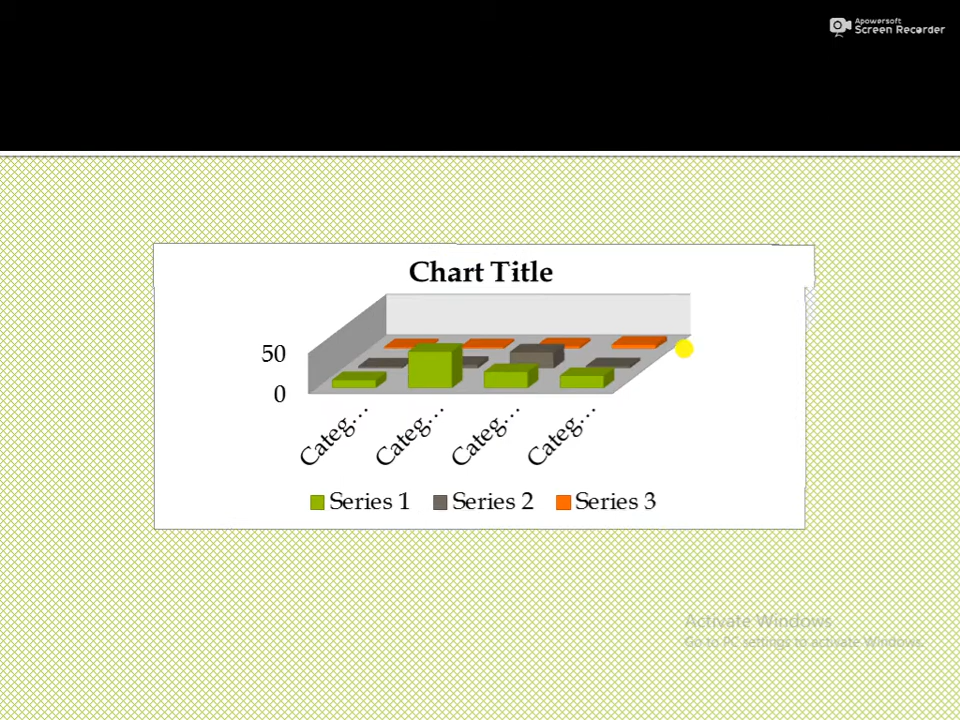 Apowersoft
Screen Recorder
Chart Title
50
0
Categ... Categ... Categ... Categ...
Series 1 Series 2 Series 3
Activate Windows
Go to PC settings to activate Windows.